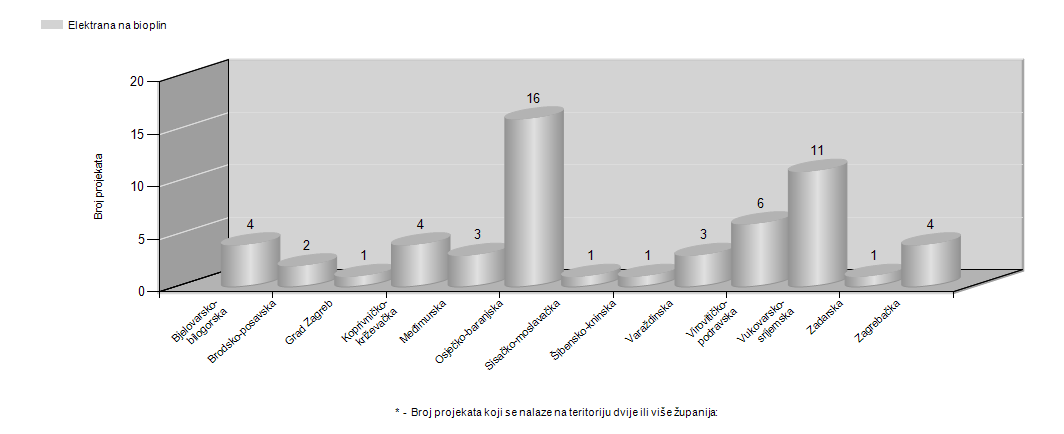 Elektrana na bioplin
20
15
10
5
0
Broj projekata
4
2
1
4
3
16
1
1
3
6
11
1
4
Bjelovarsko-
bilogorska
Brodsko-posavska
Grad Zagreb
Koprivničko-
križevačka
Međimurska
Osječko-baranjska
Sisačko-moslavačka
Šibensko-kninska
Varaždinska
Virovitičko-
podravska
Vukovarsko-
srijemska
Zadarska
Zagrebačka
* - Broj projekata koji se nalaze na teritoriju dvije ili više županija: